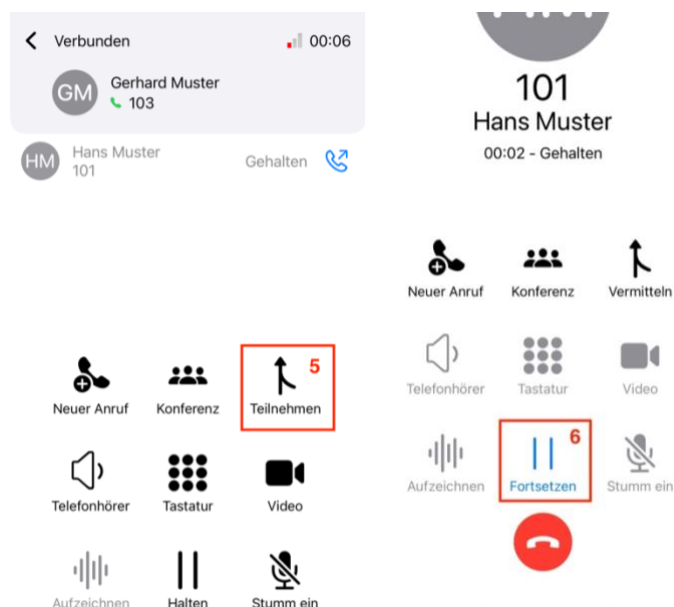 Verbunden
00:06
GM
Gerhard Muster
103
HM
Hans Muster
101
Gehalten
5
Neuer Anruf
Konferenz
Teilnehmen
Telefonhörer
Tastatur
Video
Aufzeichnen
Halten
Stumm ein
101
Hans Muster
00:02 - Gehalten
Neuer Anruf
Konferenz
Vermitteln
Telefonhörer
Tastatur
Video
6
Aufzeichnen
Fortsetzen
Stumm ein